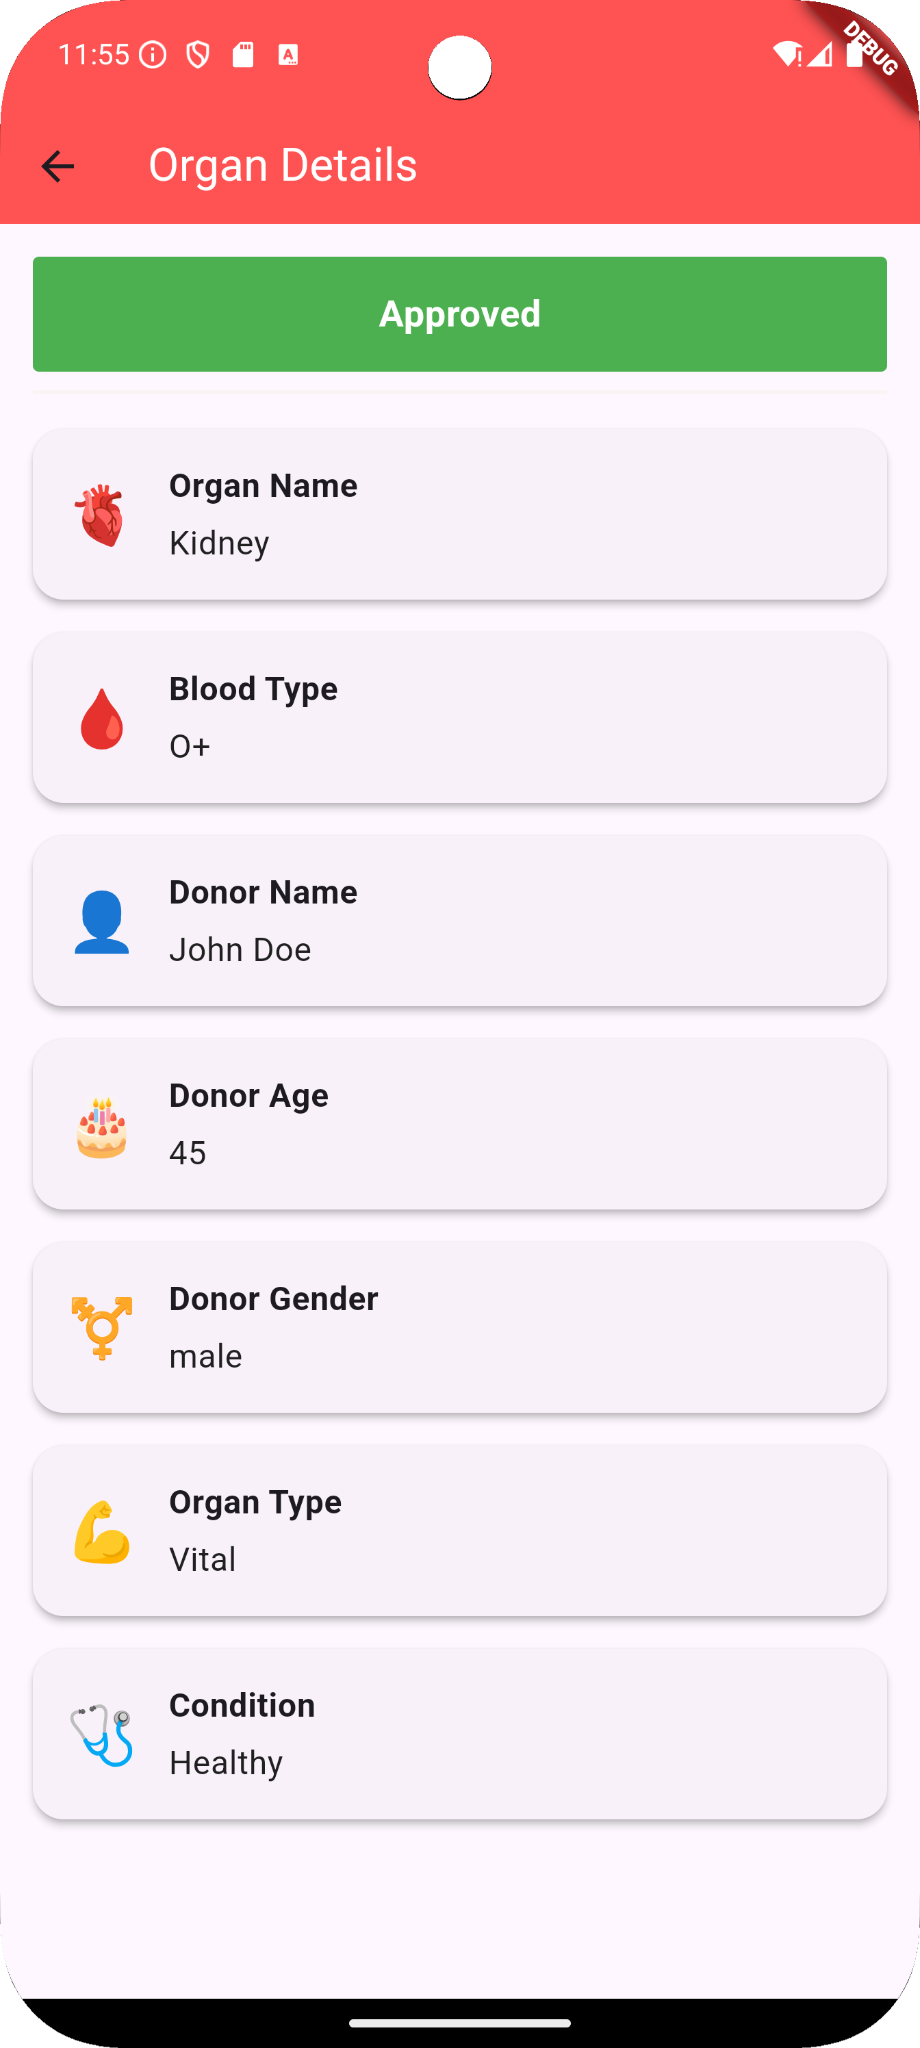 11:55
DEBUG
Organ Details
Approved
Organ Name
Kidney
Blood Type
O+
Donor Name
John Doe
Donor Age
45
Donor Gender
male
Organ Type
Vital
Condition
Healthy